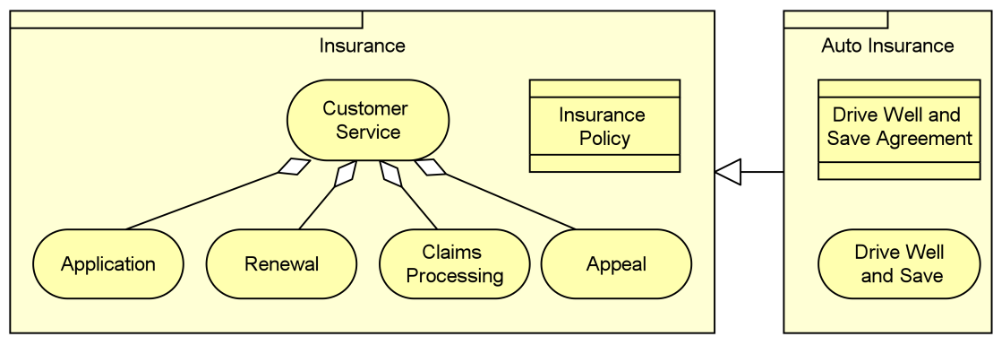 Insurance
Customer
Service
Insurance
Policy
Application
Renewal
Claims
Processing
Appeal
Auto Insurance
Drive Well and
Save Agreement
Drive Well
and Save